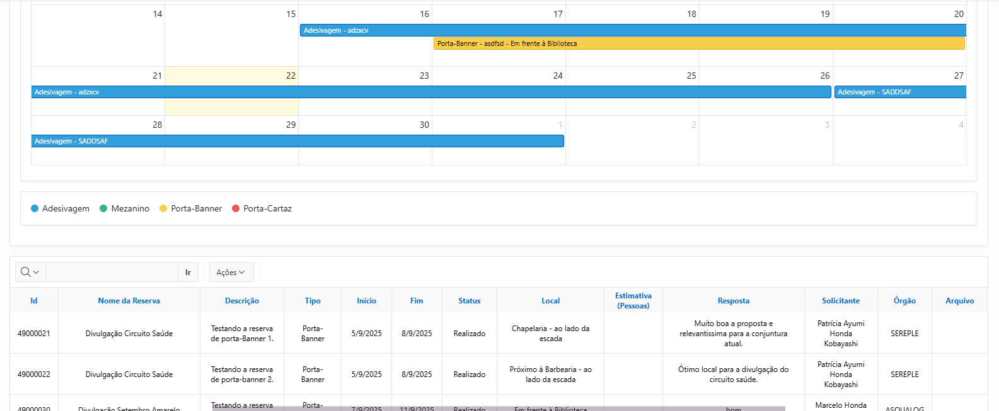 14 15 16 17 18 19 20
Adesivagem - adzxcv
Porta-Banner - asdfsd - Em frente à Biblioteca
21 22 23 24 25 26 27
Adesivagem - adzxcv Adesivagem - SADDSAF
28 29 30 1 2 3 4
Adesivagem - SADDSAF
Adesivagem Mezanino Porta-Banner Porta-Cartaz
Ir Ações
Id Nome da Reserva Descrição Tipo Início Fim Status Local Estimativa (Pessoas) Resposta Solicitante Órgão Arquivo
49000021 Divulgação Circuito Saúde Testando a reserva de porta-Banner 1. Porta-Banner 5/9/2025 8/9/2025 Realizado Chapelaria - ao lado da escada Muito boa a proposta e relevantissima para a conjuntura atual. Patrícia Ayumi Honda Kobayashi SEREPLE
49000022 Divulgação Circuito Saúde Testando a reserva de porta-banner 2. Porta-Banner 5/9/2025 8/9/2025 Realizado Próximo à Barbearia - ao lado da escada Ótimo local para a divulgação do circuito saúde. Patrícia Ayumi Honda Kobayashi SEREPLE
49000030 Divulgação Setembro Amarelo Testando a reserva Porta- 7/9/2025 11/9/2025 Realizado Em frente à Biblioteca bom Marcelo Honda ASQUALOG